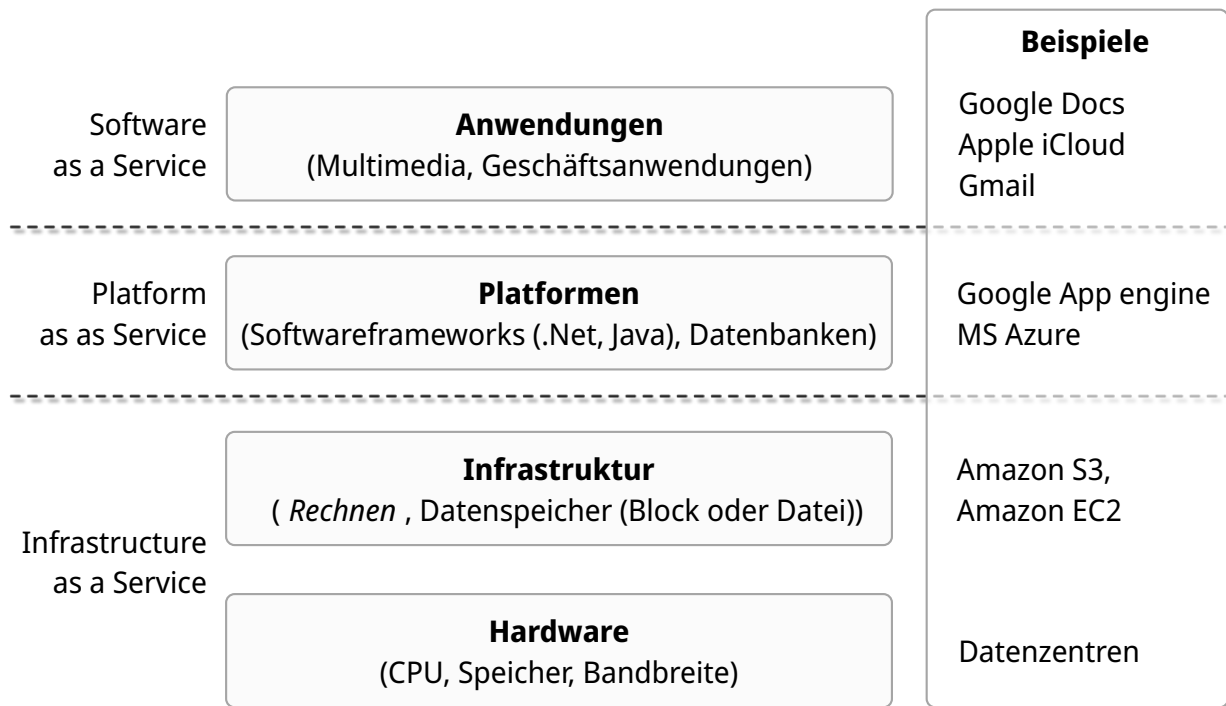 Beispiele
Software
as a Service
Anwendungen
(Multimedia, Geschäftsanwendungen)
Google Docs
Apple iCloud
Gmail
Platform
as as Service
Platformen
(Softwareframeworks (.Net, Java), Datenbanken)
Google App engine
MS Azure
Infrastructure
as a Service
Infrastruktur
( Rechnen , Datenspeicher (Block oder Datei))
Amazon S3,
Amazon EC2
Hardware
(CPU, Speicher, Bandbreite)
Datenzentren